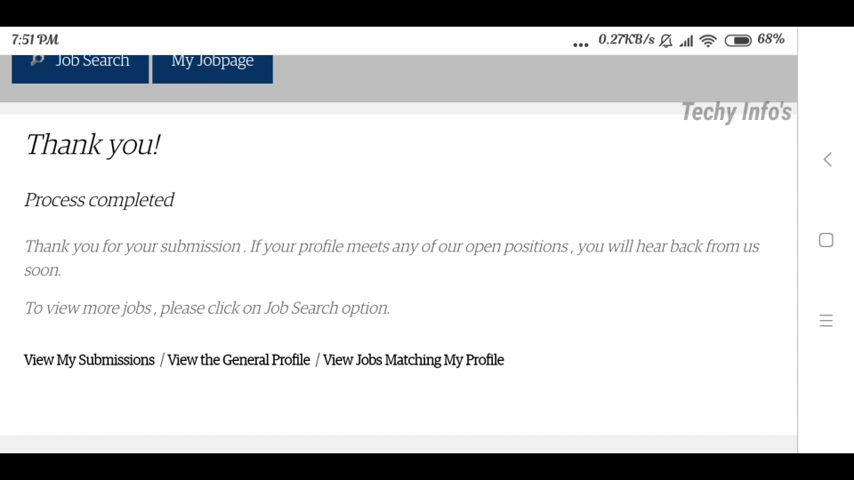 7:51 PM ... 0.27KB/s 68%
Job Search My Jobpage
Techy Info's
Thank you!
Process completed
Thank you for your submission . If your profile meets any of our open positions , you will hear back from us
soon.
To view more jobs , please click on Job Search option.
View My Submissions / View the General Profile / View Jobs Matching My Profile